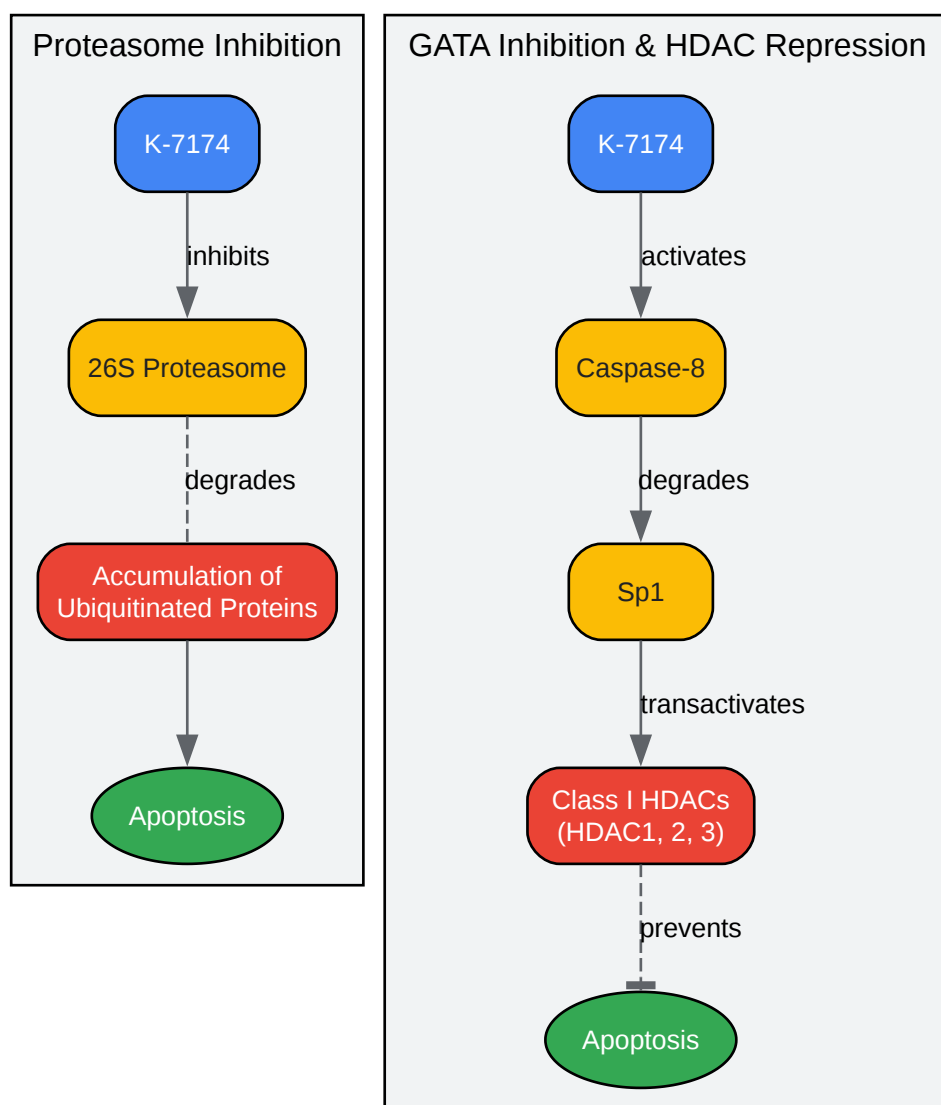 Proteasome Inhibition
K-7174
inhibits
26S Proteasome
degrades
Accumulation of
Ubiquitinated Proteins
Apoptosis
GATA Inhibition & HDAC Repression
K-7174
activates
Caspase-8
degrades
Sp1
transactivates
Class I HDACs
(HDAC1, 2, 3)
prevents
Apoptosis